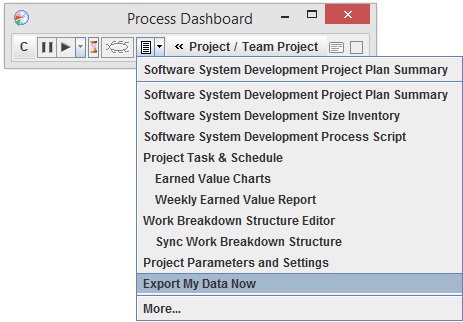 Process Dashboard
C
« Project / Team Project
Software System Development Project Plan Summary
Software System Development Project Plan Summary
Software System Development Size Inventory
Software System Development Process Script
Project Task & Schedule
Earned Value Charts
Weekly Earned Value Report
Work Breakdown Structure Editor
Sync Work Breakdown Structure
Project Parameters and Settings
Export My Data Now
More...